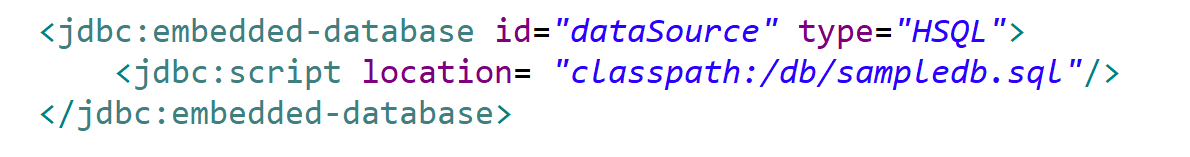 <jdbc:embedded-database id="dataSource" type="HSQL">
    <jdbc:script location= "classpath:/db/sampledb.sql"/>
</jdbc:embedded-database>